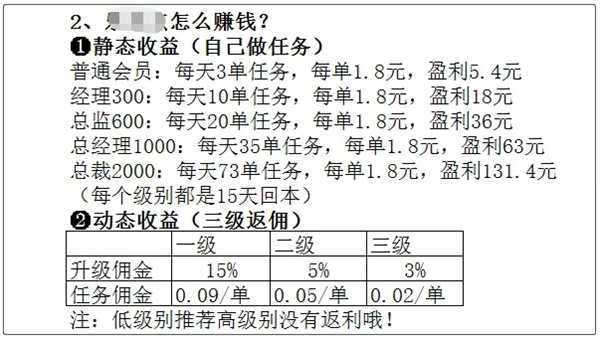 2、怎么赚钱？
❶静态收益（自己做任务）
普通会员：每天3单任务，每单1.8元，盈利5.4元
经理300：每天10单任务，每单1.8元，盈利18元
总监600：每天20单任务，每单1.8元，盈利36元
总经理1000：每天35单任务，每单1.8元，盈利63元
总裁2000：每天73单任务，每单1.8元，盈利131.4元
（每个级别都是15天回本）
❷动态收益（三级返佣）
一级 二级 三级
升级佣金 15% 5% 3%
任务佣金 0.09/单 0.05/单 0.02/单
注：低级别推荐高级别没有返利哦！